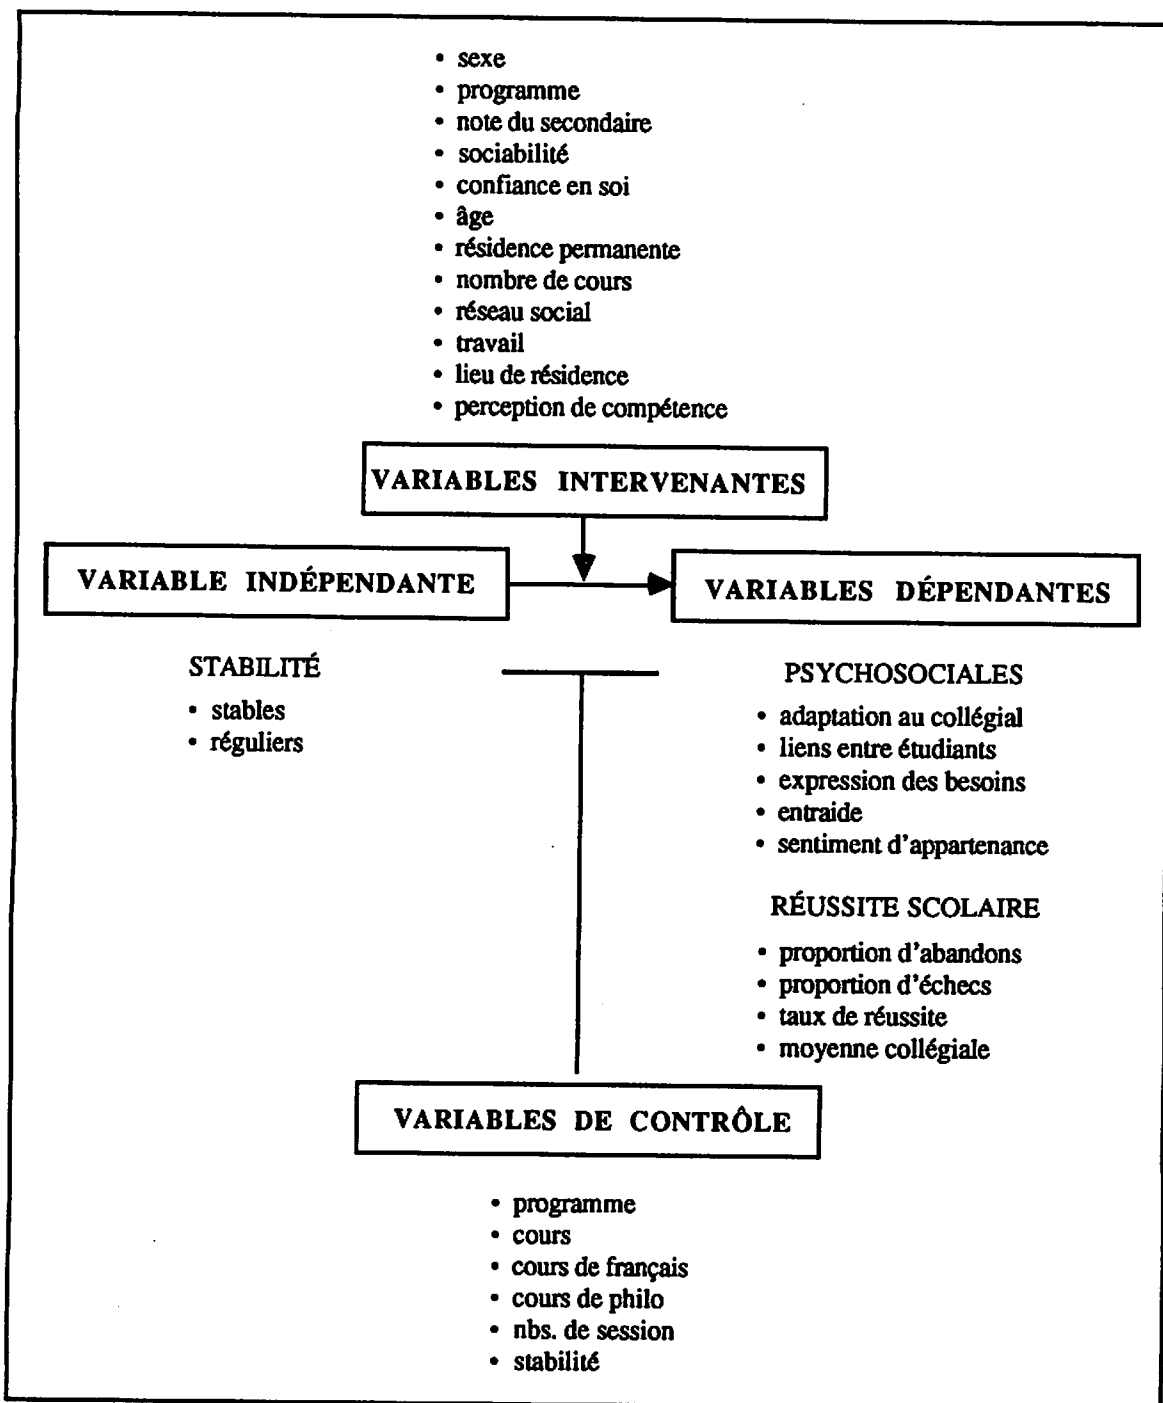 • sexe
• programme
• note du secondaire
• sociabilité
• confiance en soi
• âge
• résidence permanente
• nombre de cours
• réseau social
• travail
• lieu de résidence
• perception de compétence
VARIABLES INTERVENANTES
VARIABLE INDÉPENDANTE
VARIABLES DÉPENDANTES
STABILITÉ
• stables
• réguliers
PSYCHOSOCIALES
• adaptation au collégial
• liens entre étudiants
• expression des besoins
• entraide
• sentiment d'appartenance
RÉUSSITE SCOLAIRE
• proportion d'abandons
• proportion d'échecs
• taux de réussite
• moyenne collégiale
VARIABLES DE CONTRÔLE
• programme
• cours
• cours de français
• cours de philo
• nbs. de session
• stabilité